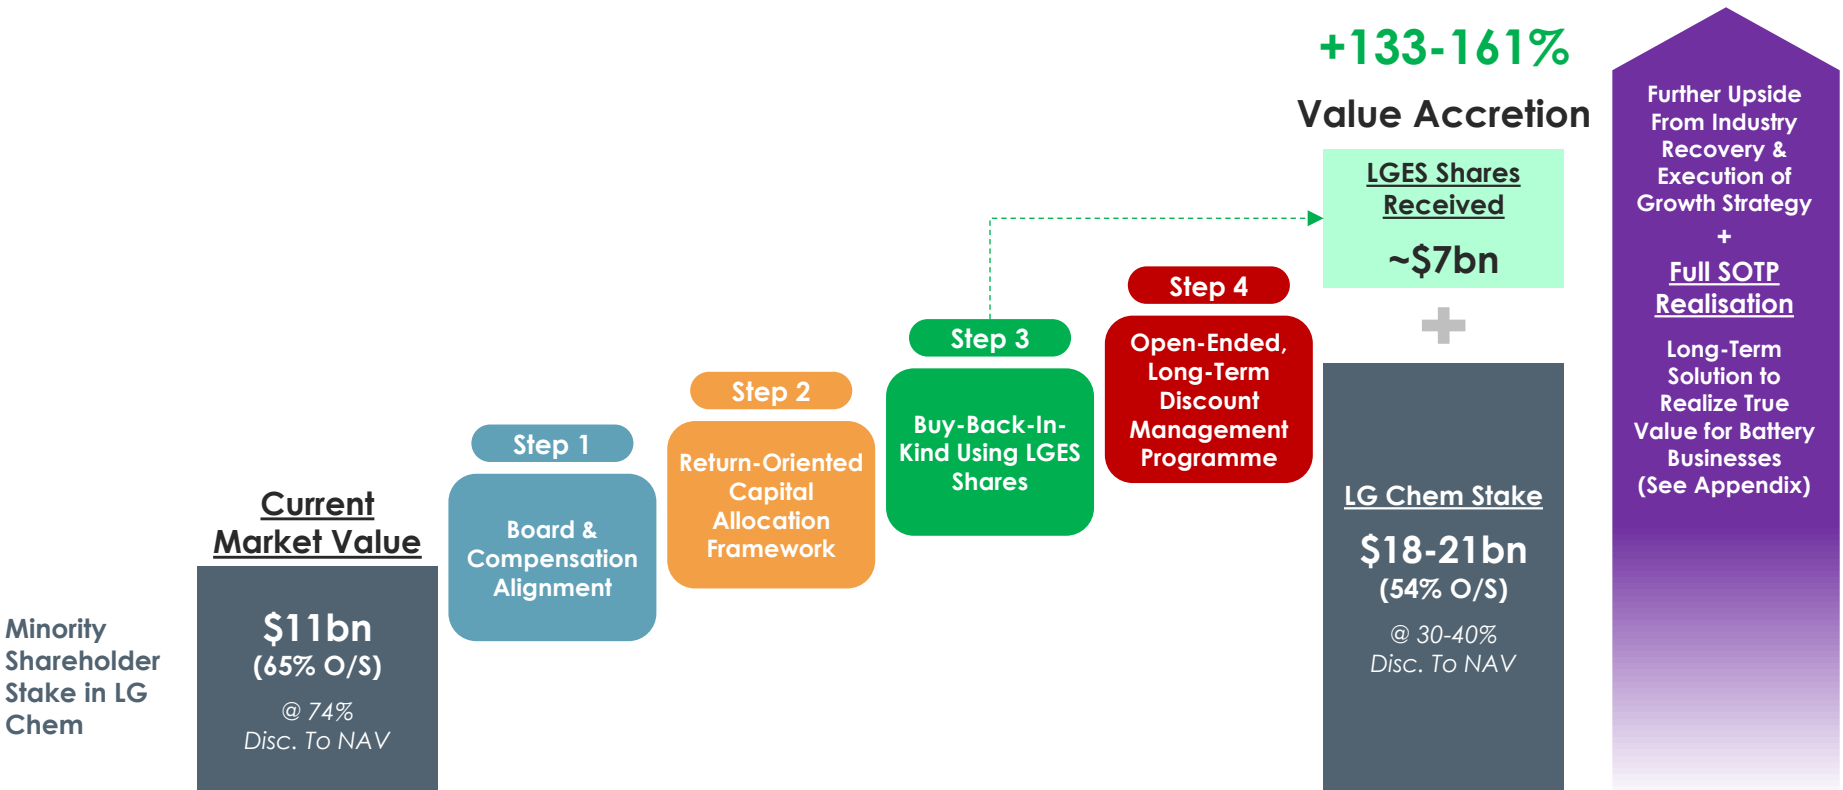 Minority
Shareholder
Stake in LG
Chem
Current
Market Value
$11bn
(65% O/S)
@ 74%
Disc. To NAV
Step 1
Board &
Compensation
Alignment
Step 2
Return-Oriented
Capital
Allocation
Framework
Step 3
Buy-Back-In-
Kind Using LGES
Shares
Step 4
Open-Ended,
Long-Term
Discount
Management
Programme
+133-161%
Value Accretion
LGES Shares
Received
~$7bn
+
LG Chem Stake
$18-21bn
(54% O/S)
@ 30-40%
Disc. To NAV
Further Upside
From Industry
Recovery &
Execution of
Growth Strategy
+
Full SOTP
Realisation
Long-Term
Solution to
Realize True
Value for Battery
Businesses
(See Appendix)